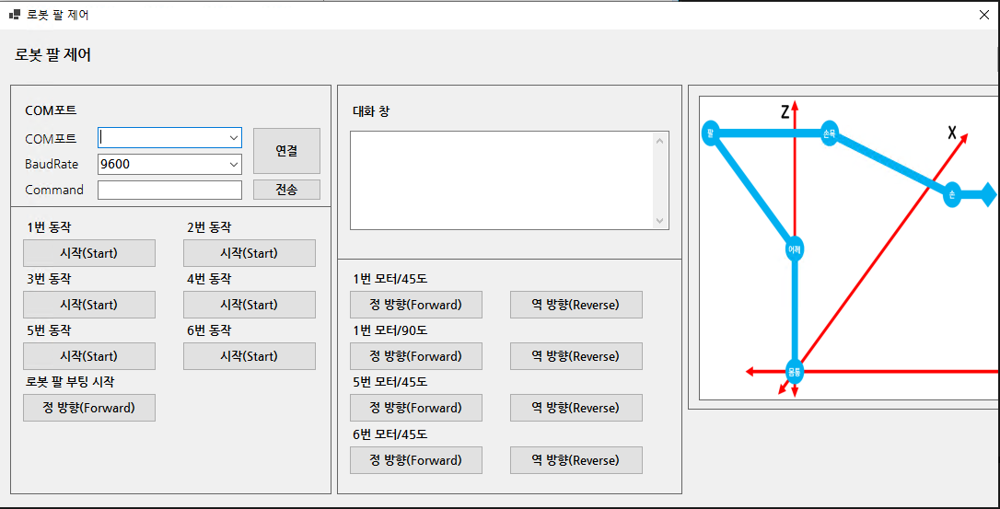 로봇 팔 제어
로봇 팔 제어
COM포트
COM포트
연결
BaudRate 9600
Command 전송
1번 동작 2번 동작
시작(Start) 시작(Start)
3번 동작 4번 동작
시작(Start) 시작(Start)
5번 동작 6번 동작
시작(Start) 시작(Start)
로봇 팔 부팅 시작
정 방향(Forward)
대화 창
1번 모터/45도
정 방향(Forward) 역 방향(Reverse)
1번 모터/90도
정 방향(Forward) 역 방향(Reverse)
5번 모터/45도
정 방향(Forward) 역 방향(Reverse)
6번 모터/45도
정 방향(Forward) 역 방향(Reverse)
Z
X
팔 손목
손
어깨
몸통